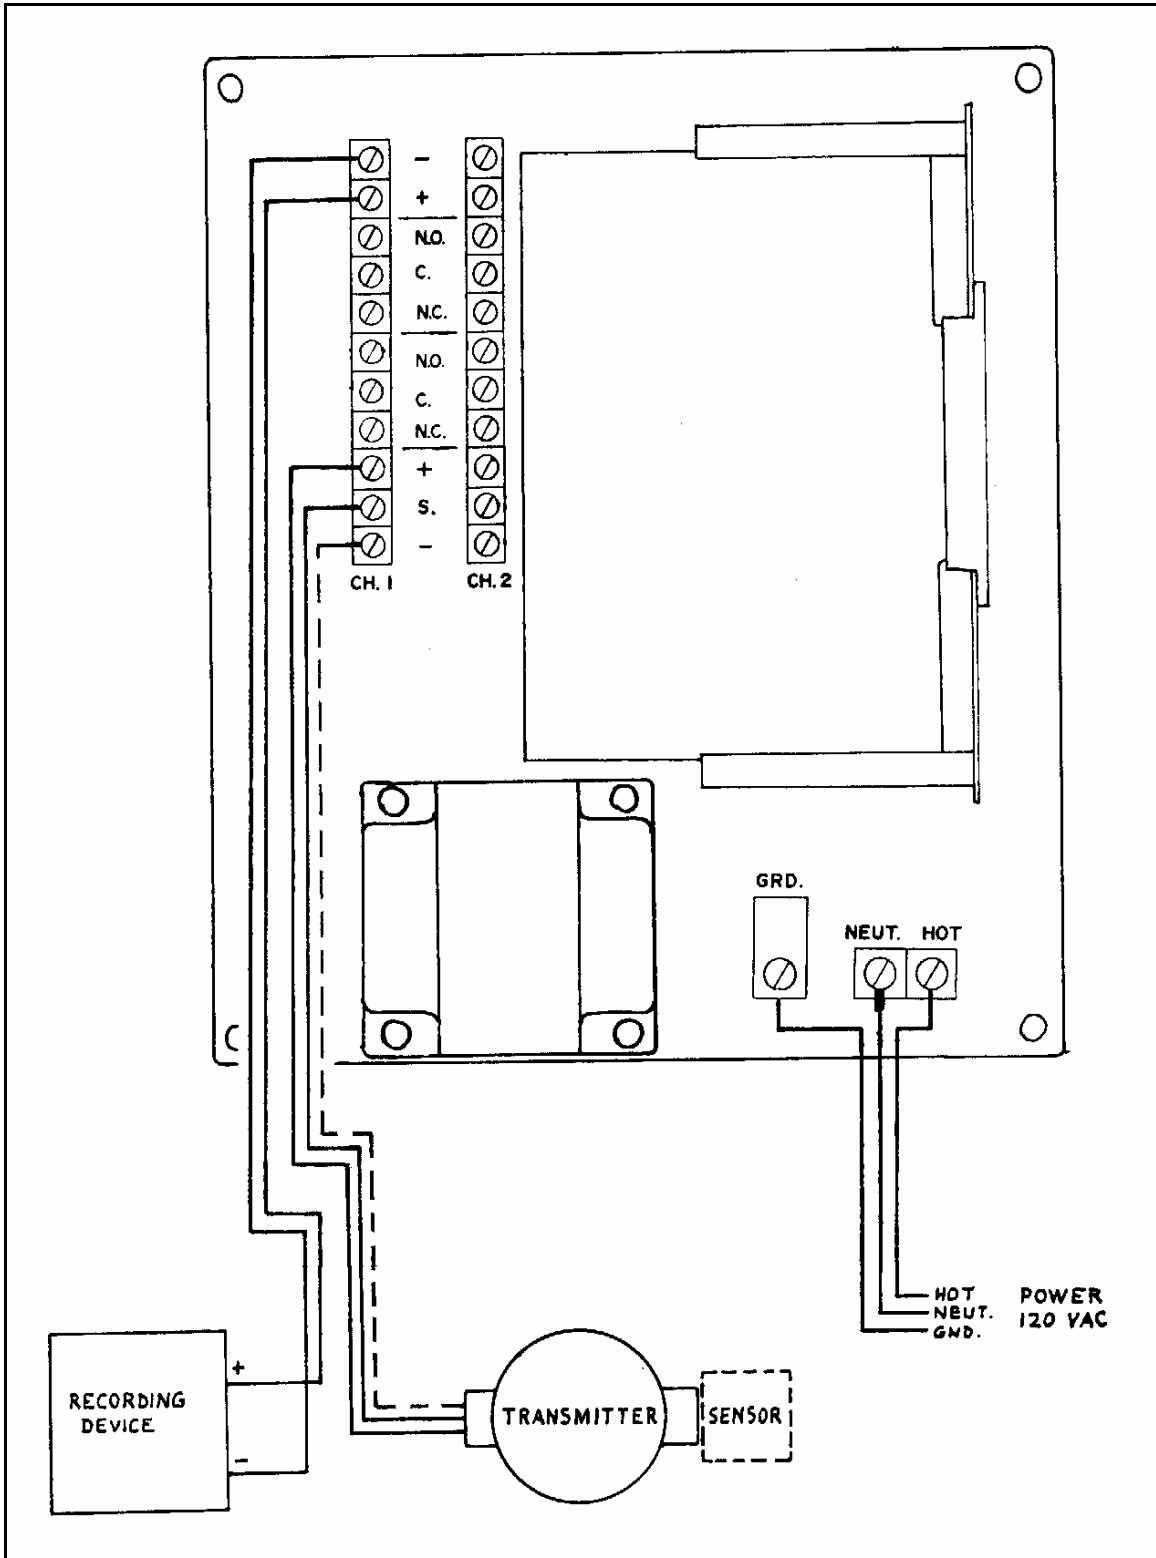 -
+
N.O.
C.
N.C.
N.O.
C.
N.C.
+
S.
-
CH. 1 CH. 2
GRD.
NEUT. HOT
HOT
NEUT.
GND.
POWER
120 VAC
+
RECORDING
DEVICE
-
TRANSMITTER
SENSOR